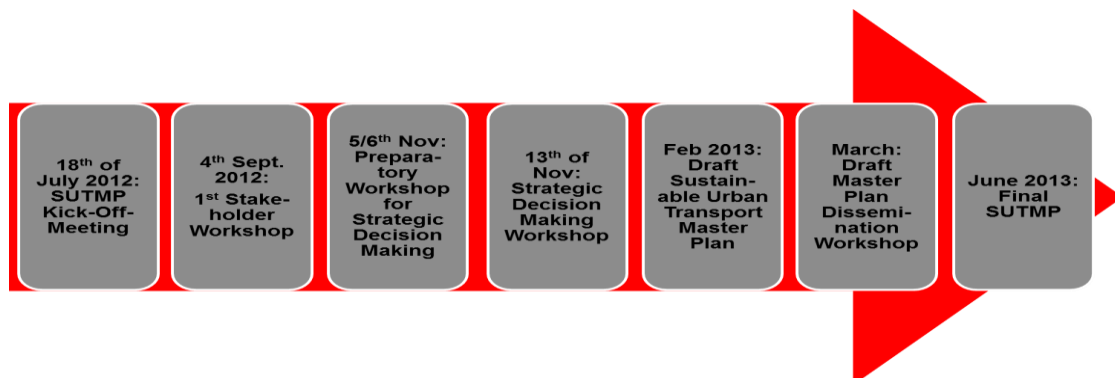 18th of
July 2012:
SUTMP
Kick-Off-
Meeting
4th Sept.
2012:
1st Stake-
holder
Workshop
5/6th Nov:
Prepara-
tory
Workshop
for
Strategic
Decision
Making
13th of
Nov:
Strategic
Decision
Making
Workshop
Feb 2013:
Draft
Sustain-
able Urban
Transport
Master
Plan
March:
Draft
Master
Plan
Dissemi-
nation
Workshop
June 2013:
Final
SUTMP